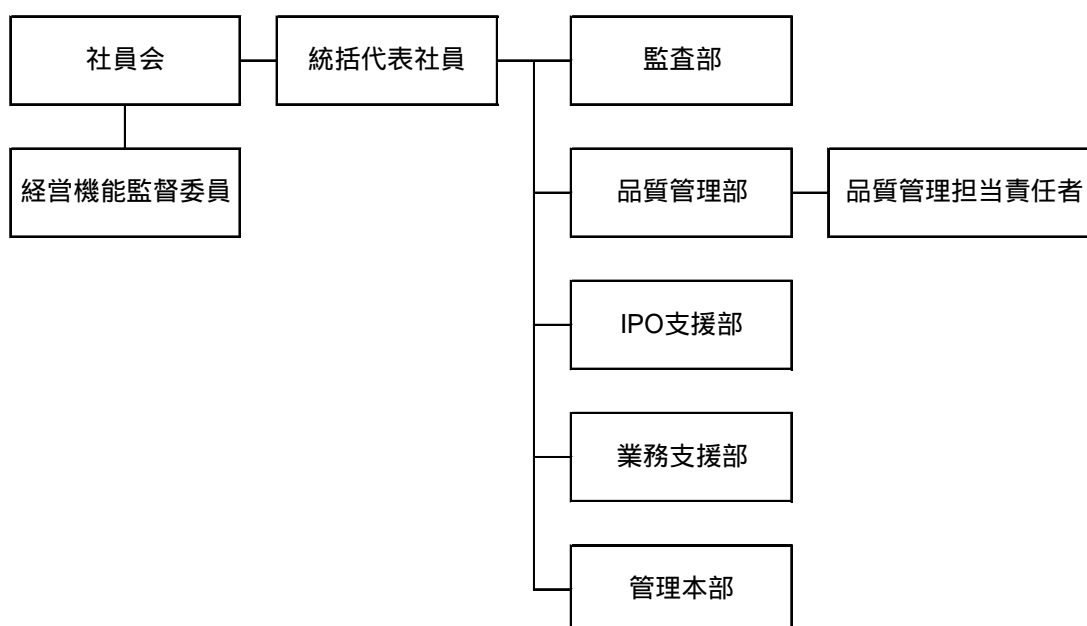 社員会
統括代表社員
監査部
経営機能監督委員
品質管理部
品質管理担当責任者
IPO支援部
業務支援部
管理本部